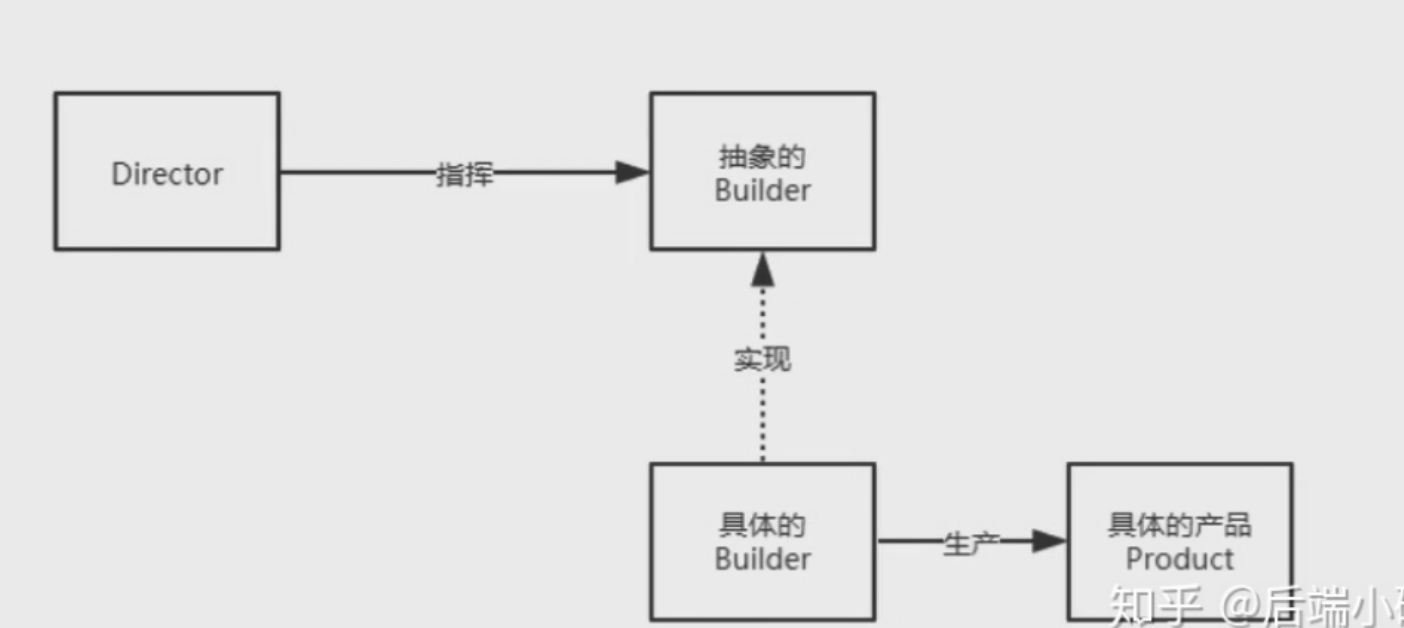 Director
指挥
抽象的
Builder
实现
具体的
Builder
生产
具体的产品
Product
知乎 @后端小